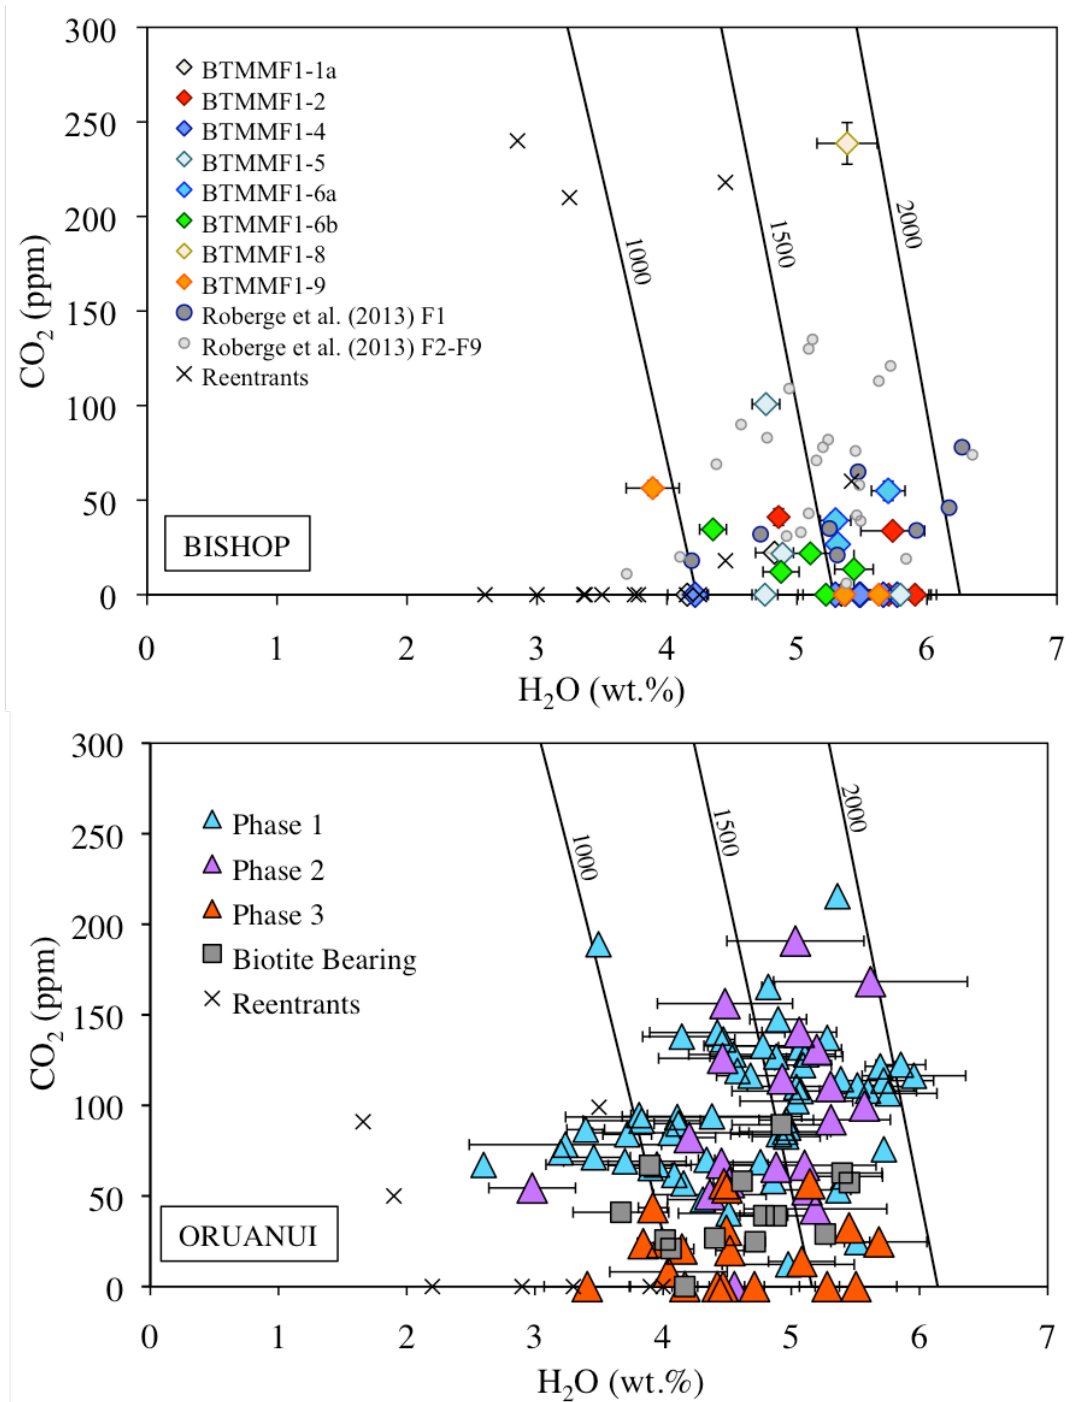 300
250
200
150
100
50
0
CO2 (ppm)
BTMMF1-1a
BTMMF1-2
BTMMF1-4
BTMMF1-5
BTMMF1-6a
BTMMF1-6b
BTMMF1-8
BTMMF1-9
Roberge et al. (2013) F1
Roberge et al. (2013) F2-F9
Reentrants
1000
1500
2000
BISHOP
0 1 2 3 4 5 6 7
H2O (wt.%)
300
250
200
150
100
50
0
CO2 (ppm)
Phase 1
Phase 2
Phase 3
Biotite Bearing
Reentrants
1000
1500
2000
ORUANUI
0 1 2 3 4 5 6 7
H2O (wt.%)